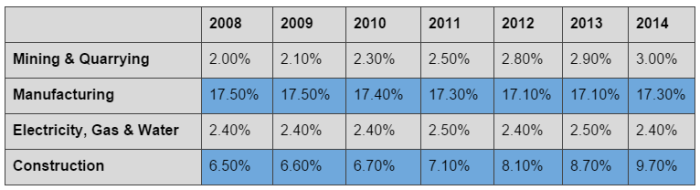 2008 2009 2010 2011 2012 2013 2014
Mining & Quarrying 2.00% 2.10% 2.30% 2.50% 2.80% 2.90% 3.00%
Manufacturing 17.50% 17.50% 17.40% 17.30% 17.10% 17.10% 17.30%
Electricity, Gas & Water 2.40% 2.40% 2.40% 2.50% 2.40% 2.50% 2.40%
Construction 6.50% 6.60% 6.70% 7.10% 8.10% 8.70% 9.70%